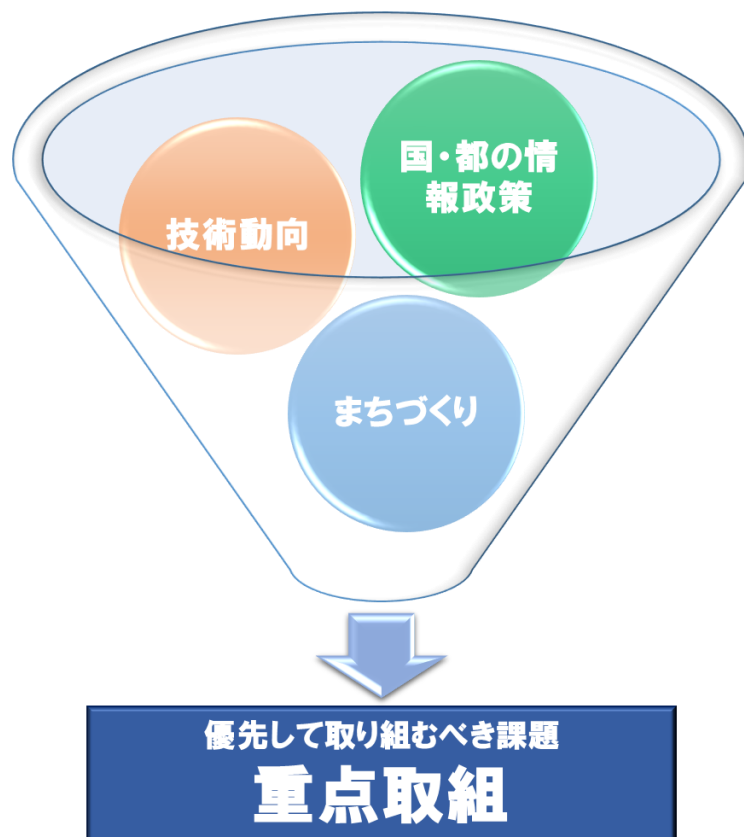 国・都の情
報政策
技術動向
まちづくり
優先して取り組むべき課題
重点取組